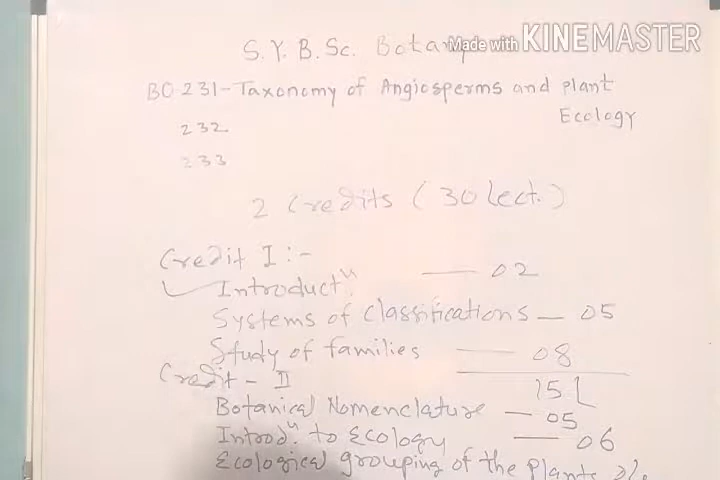 S.Y.B.Sc. Botany
Made with KINEMASTER
BO 231 - Taxonomy of Angiosperms and plant
Ecology
232
233
2 Credits (30 Lect.)
Credit I :-
Introductⁿ. — 02
Systems of classifications — 05
Study of families — 08
15L
Credit - II
Botanical Nomenclature — 05
Introdⁿ. to Ecology — 06
Ecological grouping of the plants